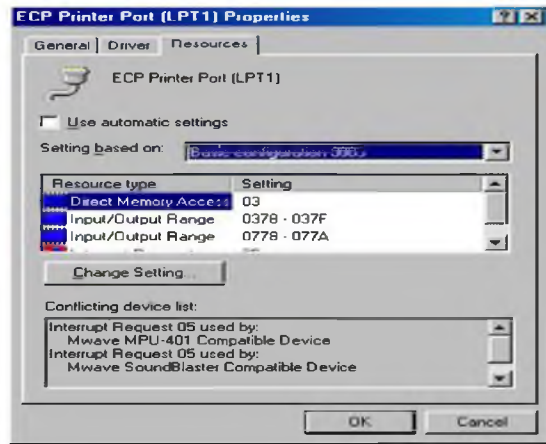 ECP Printer Port (LPT1) Properties
General Driver Resources
ECP Printer Port (LPT1)
Use automatic settings
Setting based on: Basic configuration
Resource type Setting
Direct Memory Access 03
Input/Output Range 0378 - 037F
Input/Output Range 0778 - 077A
Change Setting...
Conflicting device list:
Interrupt Request 05 used by:
Mwave MPU-401 Compatible Device
Interrupt Request 05 used by:
Mwave SoundBlaster Compatible Device
OK Cancel